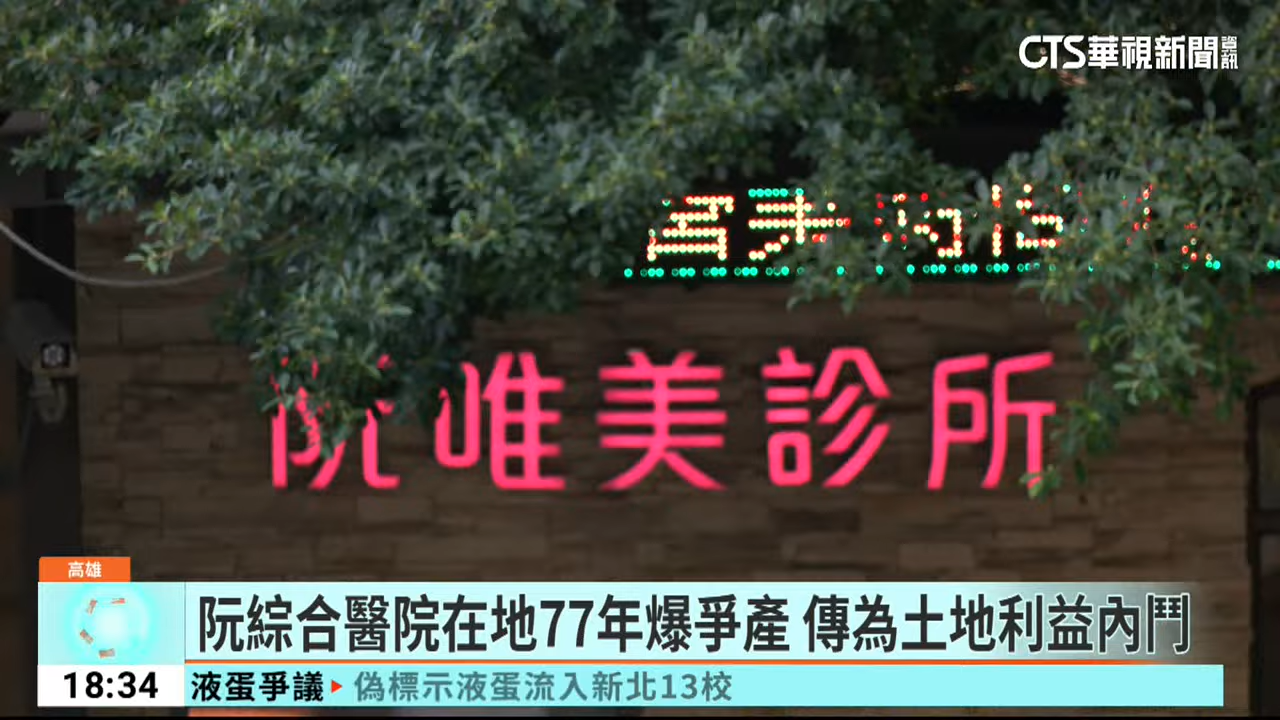 CTS華視新聞資訊
阮唯美診所
高雄
阮綜合醫院在地77年爆爭產 傳為土地利益內鬥
18:34
液蛋爭議 偽標示液蛋流入新北13校